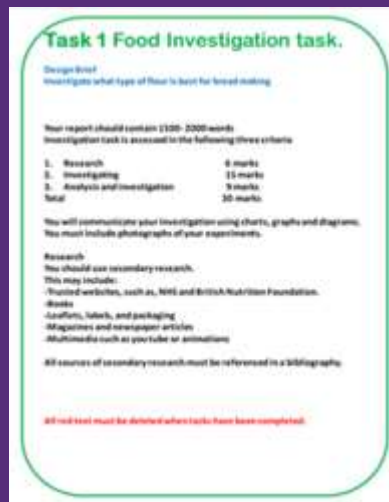 Task 1 Food Investigation task.
Design Brief
Investigate what type of flour is best for bread making
Your report should contain 1500- 2000 words
Investigation task is assessed in the following three criteria
1. Research 6 marks
2. Investigating 15 marks
3. Analysis and investigation 9 marks
Total 30 marks
You will communicate your investigation using charts, graphs and diagrams.
You must include photographs of your experiments.
Research
You should use secondary research.
This may include:
-Trusted websites, such as, NHS and British Nutrition Foundation.
-Books
-Leaflets, labels, and packaging
-Magazines and newspaper articles
-Multimedia such as you tube or animations
All sources of secondary research must be referenced in a bibliography.
All red text must be deleted when tasks have been completed.